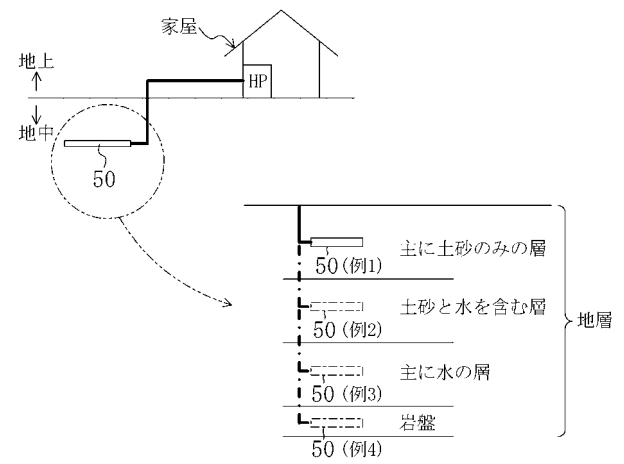 家屋
地上
HP
地中
50
主に土砂のみの層
50(例1)
土砂と水を含む層
50(例2)
地層
主に水の層
50(例3)
岩盤
50(例4)